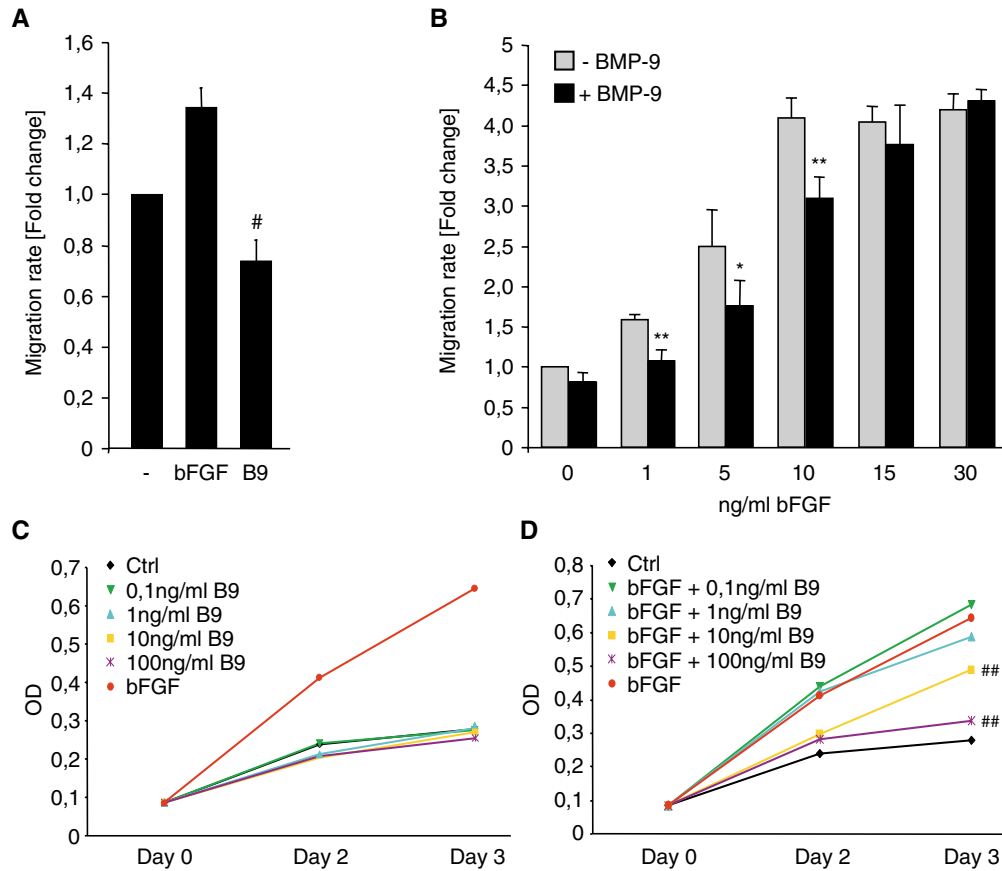 A
1,6
1,4
1,2
1,0
0,8
0,6
0,4
0,2
0
Migration rate [Fold change]
#
- bFGF B9
B
5
4,5
4,0
3,5
3,0
2,5
2,0
1,5
1,0
0,5
0
Migration rate [Fold change]
- BMP-9
+ BMP-9
**
*
**
0 1 5 10 15 30
ng/ml bFGF
C
0,7
0,6
0,5
0,4
0,3
0,2
0,1
0
OD
Ctrl
0,1ng/ml B9
1ng/ml B9
10ng/ml B9
100ng/ml B9
bFGF
Day 0 Day 2 Day 3
D
0,8
0,7
0,6
0,5
0,4
0,3
0,2
0,1
0
OD
Ctrl
bFGF + 0,1ng/ml B9
bFGF + 1ng/ml B9
bFGF + 10ng/ml B9
bFGF + 100ng/ml B9
bFGF
##
##
Day 0 Day 2 Day 3